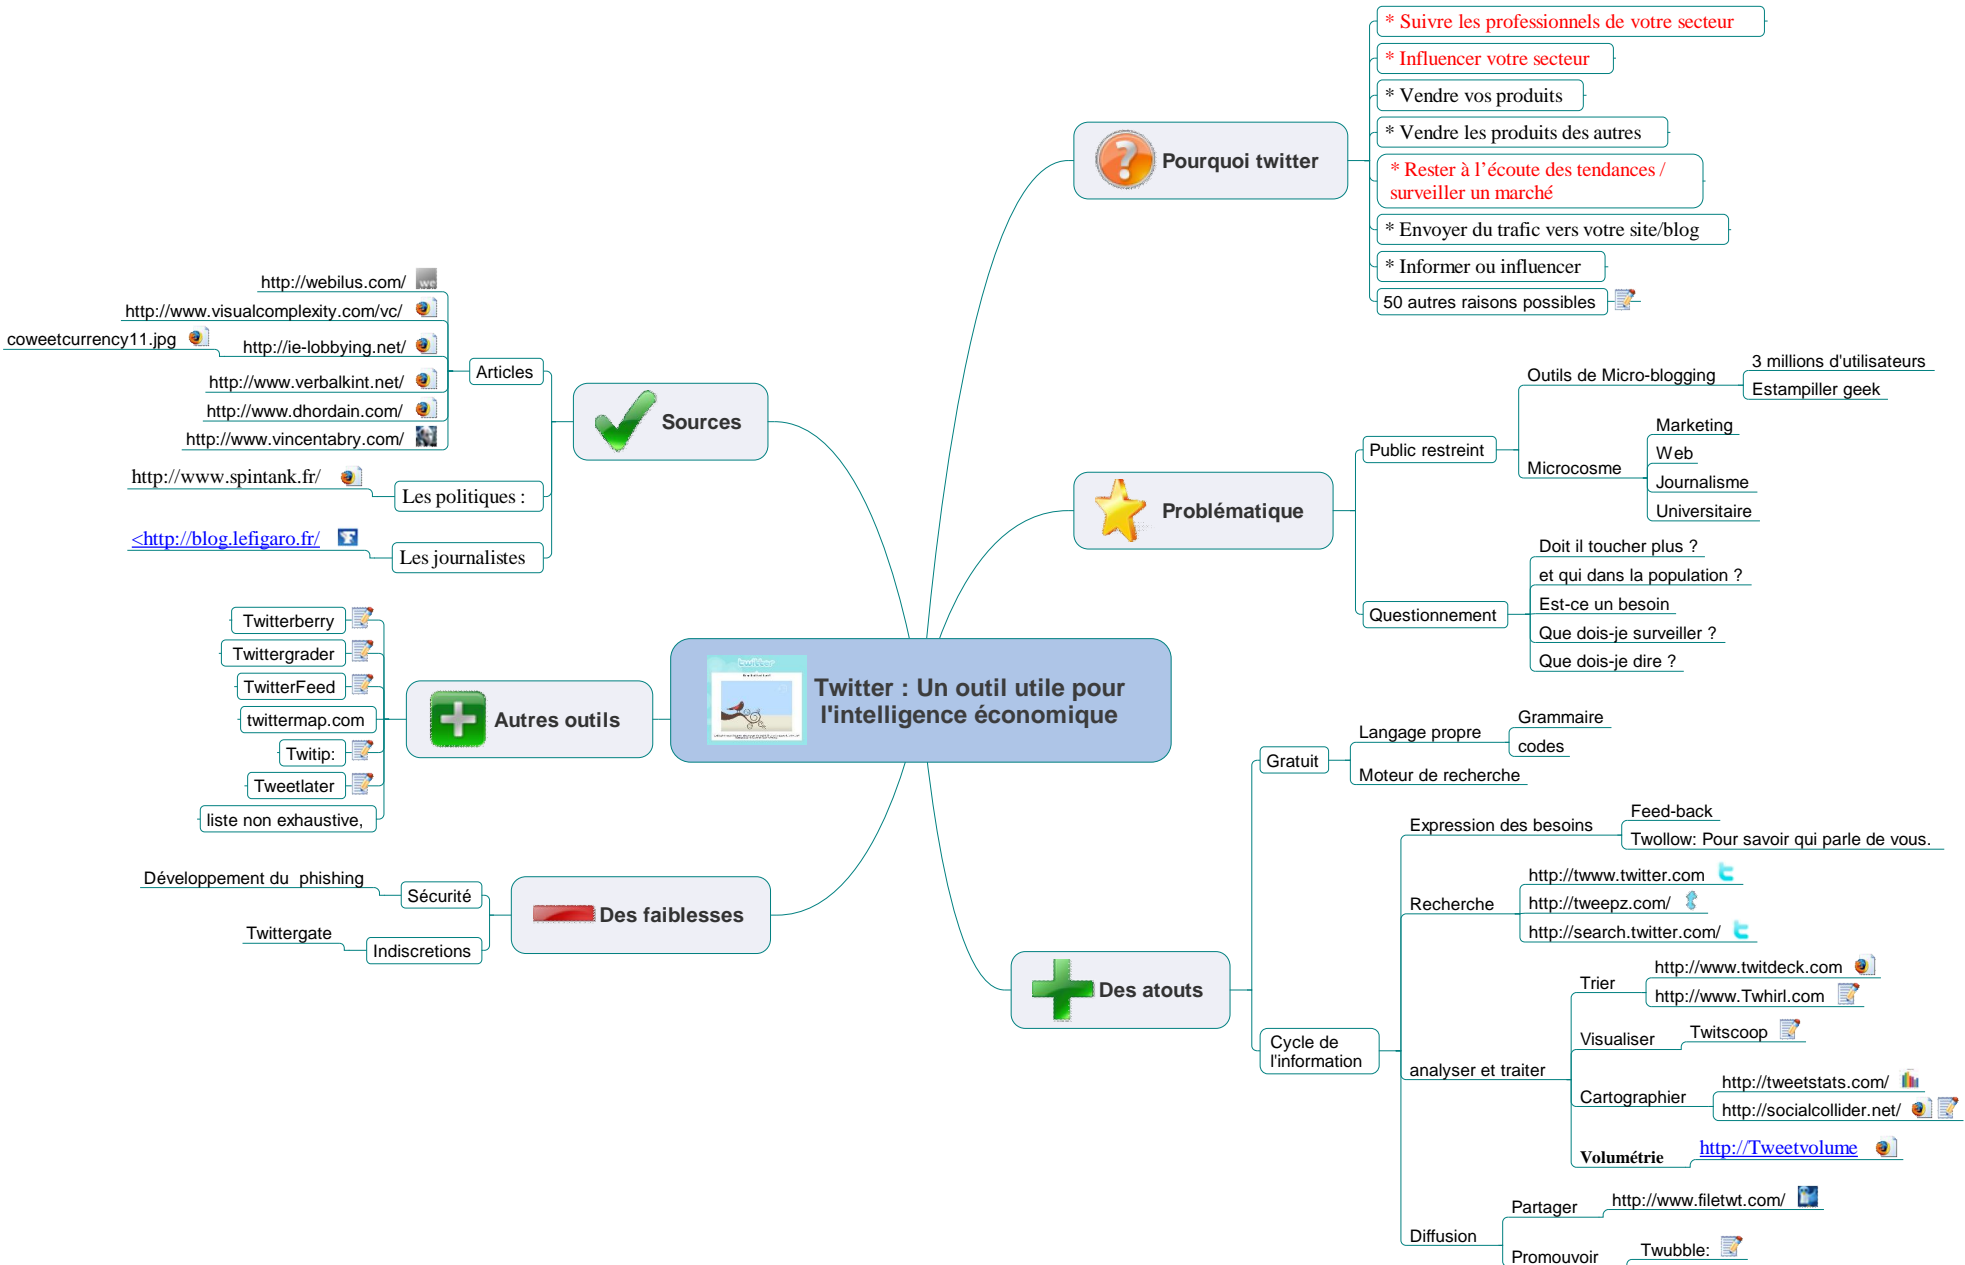 Twitter : Un outil utile pour
l'intelligence économique
Pourquoi twitter
* Suivre les professionnels de votre secteur
* Influencer votre secteur
* Vendre vos produits
* Vendre les produits des autres
* Rester à l’écoute des tendances /
surveiller un marché
* Envoyer du trafic vers votre site/blog
* Informer ou influencer
50 autres raisons possibles
Problématique
Public restreint
Outils de Micro-blogging
3 millions d'utilisateurs
Estampiller geek
Microcosme
Marketing
Web
Journalisme
Universitaire
Questionnement
Doit il toucher plus ?
et qui dans la population ?
Est-ce un besoin
Que dois-je surveiller ?
Que dois-je dire ?
Des atouts
Gratuit
Langage propre
Grammaire
codes
Moteur de recherche
Cycle de
l'information
Expression des besoins
Feed-back
Twollow: Pour savoir qui parle de vous.
Recherche
http://twww.twitter.com
http://tweepz.com/
http://search.twitter.com/
analyser et traiter
Trier
http://www.twitdeck.com
http://www.Twhirl.com
Visualiser
Twitscoop
Cartographier
http://tweetstats.com/
http://socialcollider.net/
Volumétrie
http://Tweetvolume
Diffusion
Partager
http://www.filetwt.com/
Promouvoir
Twubble:
Sources
Articles
http://webilus.com/
http://www.visualcomplexity.com/vc/
http://ie-lobbying.net/
coweetcurrency11.jpg
http://www.verbalkint.net/
http://www.dhordain.com/
http://www.vincentabry.com/
Les politiques :
http://www.spintank.fr/
Les journalistes
<http://blog.lefigaro.fr/
Autres outils
Twitterberry
Twittergrader
TwitterFeed
twittermap.com
Twitip:
Tweetlater
liste non exhaustive,
Des faiblesses
Sécurité
Développement du  phishing
Indiscretions
Twittergate